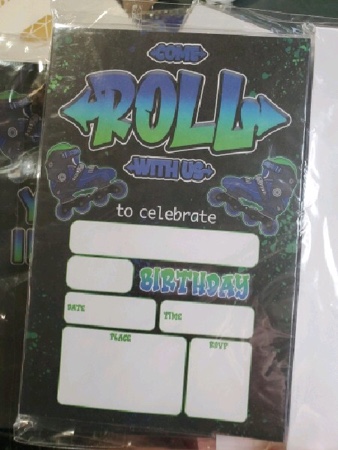 COME
ROLL
WITH US
to celebrate
BIRTHDAY
DATE
TIME
PLACE
RSVP